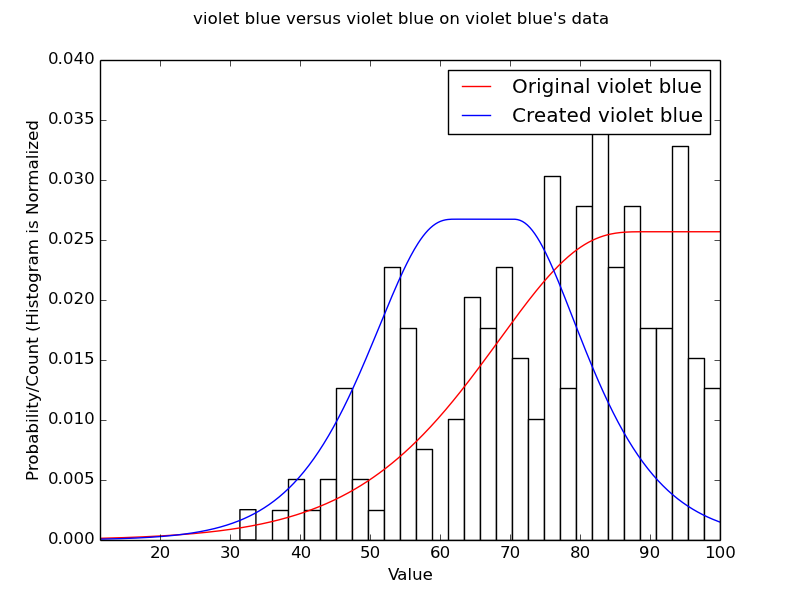 violet blue versus violet blue on violet blue's data
Original violet blue
Created violet blue
0.040
0.035
0.030
0.025
0.020
0.015
0.010
0.005
0.000
Probability/Count (Histogram is Normalized
20 30 40 50 60 70 80 90 100
Value